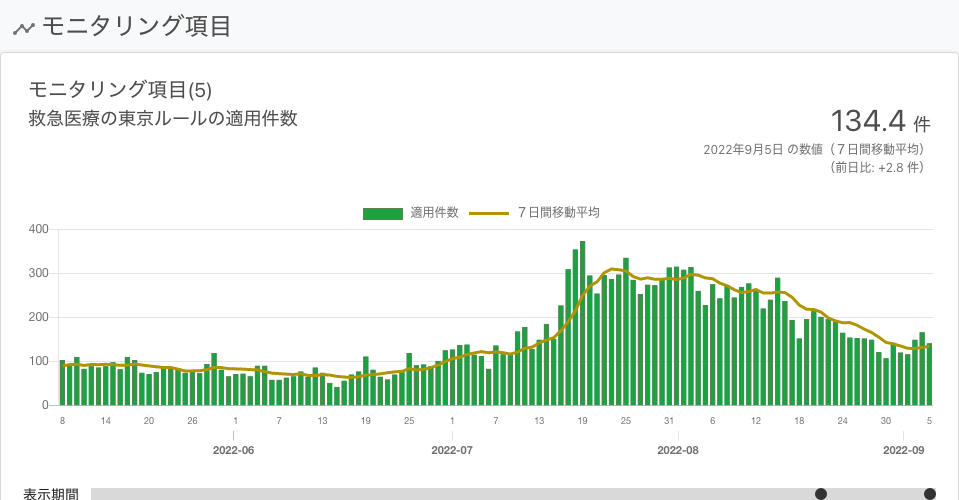 モニタリング項目
モニタリング項目(5)
救急医療の東京ルールの適用件数
134.4 件
2022年9月5日 の数値（７日間移動平均）
（前日比: +2.8 件）
適用件数 ７日間移動平均
400
300
200
100
0
8 14 20 26 1 7 13 19 25 1 7 13 19 25 31 6 12 18 24 30 5
2022-06 2022-07 2022-08 2022-09
表示期間